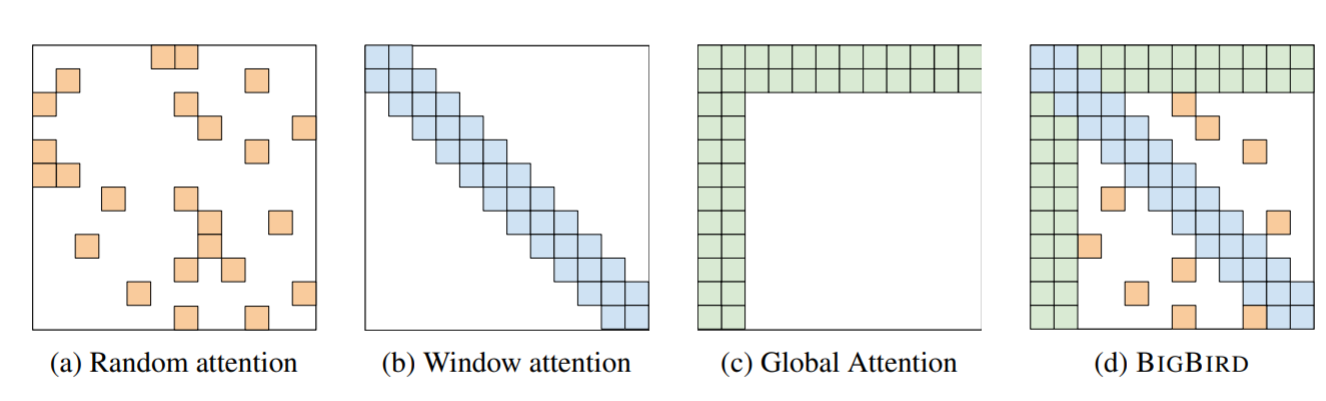 (a) Random attention
(b) Window attention
(c) Global Attention
(d) BIGBIRD